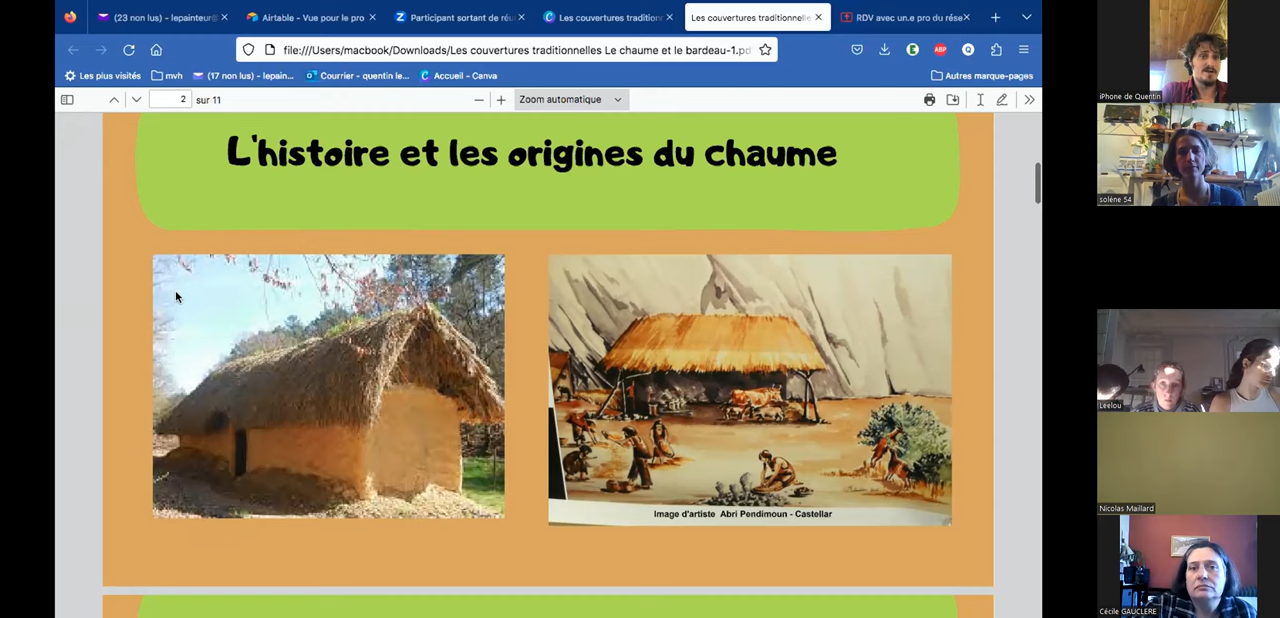 (23 non lus) - lepainteur@
Airtable - Vue pour le pro
Participant sortant de réu
Les couvertures tradition
Les couvertures traditionnelle
RDV avec un.e pro du rése
file:///Users/macbook/Downloads/Les couvertures traditionnelles Le chaume et le bardeau-1.pd
ABP
Les plus visités
mvh
(17 non lus) - lepain...
Courrier - quentin le...
Accueil - Canva
Autres marque-pages
2
sur 11
Zoom automatique
L'histoire et les origines du chaume
Image d'artiste Abri Pendimoun - Castellar
iPhone de Quentin
solène 54
Leelou
Nicolas Maillard
Cécile GAUCLERE